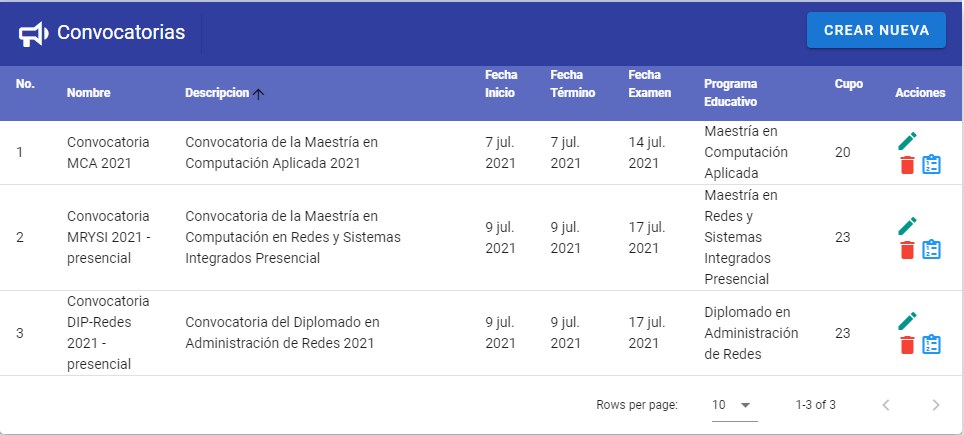 Convocatorias
CREAR NUEVA
No.
Nombre
Descripcion
Fecha
Inicio
Fecha
Término
Fecha
Examen
Programa
Educativo
Cupo
Acciones
1
Convocatoria
MCA 2021
Convocatoria de la Maestría en
Computación Aplicada 2021
7 jul.
2021
7 jul.
2021
14 jul.
2021
Maestría en
Computación
Aplicada
20
2
Convocatoria
MRYSI 2021 -
presencial
Convocatoria de la Maestría en
Computación en Redes y Sistemas
Integrados Presencial
9 jul.
2021
9 jul.
2021
17 jul.
2021
Maestría en
Redes y
Sistemas
Integrados
Presencial
23
3
Convocatoria
DIP-Redes
2021 -
presencial
Convocatoria del Diplomado en
Administración de Redes 2021
9 jul.
2021
9 jul.
2021
17 jul.
2021
Diplomado en
Administración
de Redes
23
Rows per page:
10
1-3 of 3